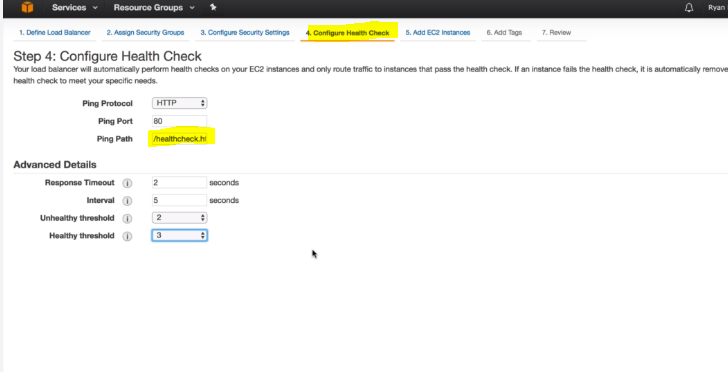 Services Resource Groups Ryan
1. Define Load Balancer 2. Assign Security Groups 3. Configure Security Settings 4. Configure Health Check 5. Add EC2 Instances 6. Add Tags 7. Review
Step 4: Configure Health Check
Your load balancer will automatically perform health checks on your EC2 instances and only route traffic to instances that pass the health check. If an instance fails the health check, it is automatically remove
health check to meet your specific needs.
Ping Protocol HTTP
Ping Port 80
Ping Path /healthcheck.ht
Advanced Details
Response Timeout i 2 seconds
Interval i 5 seconds
Unhealthy threshold i 2
Healthy threshold i 3